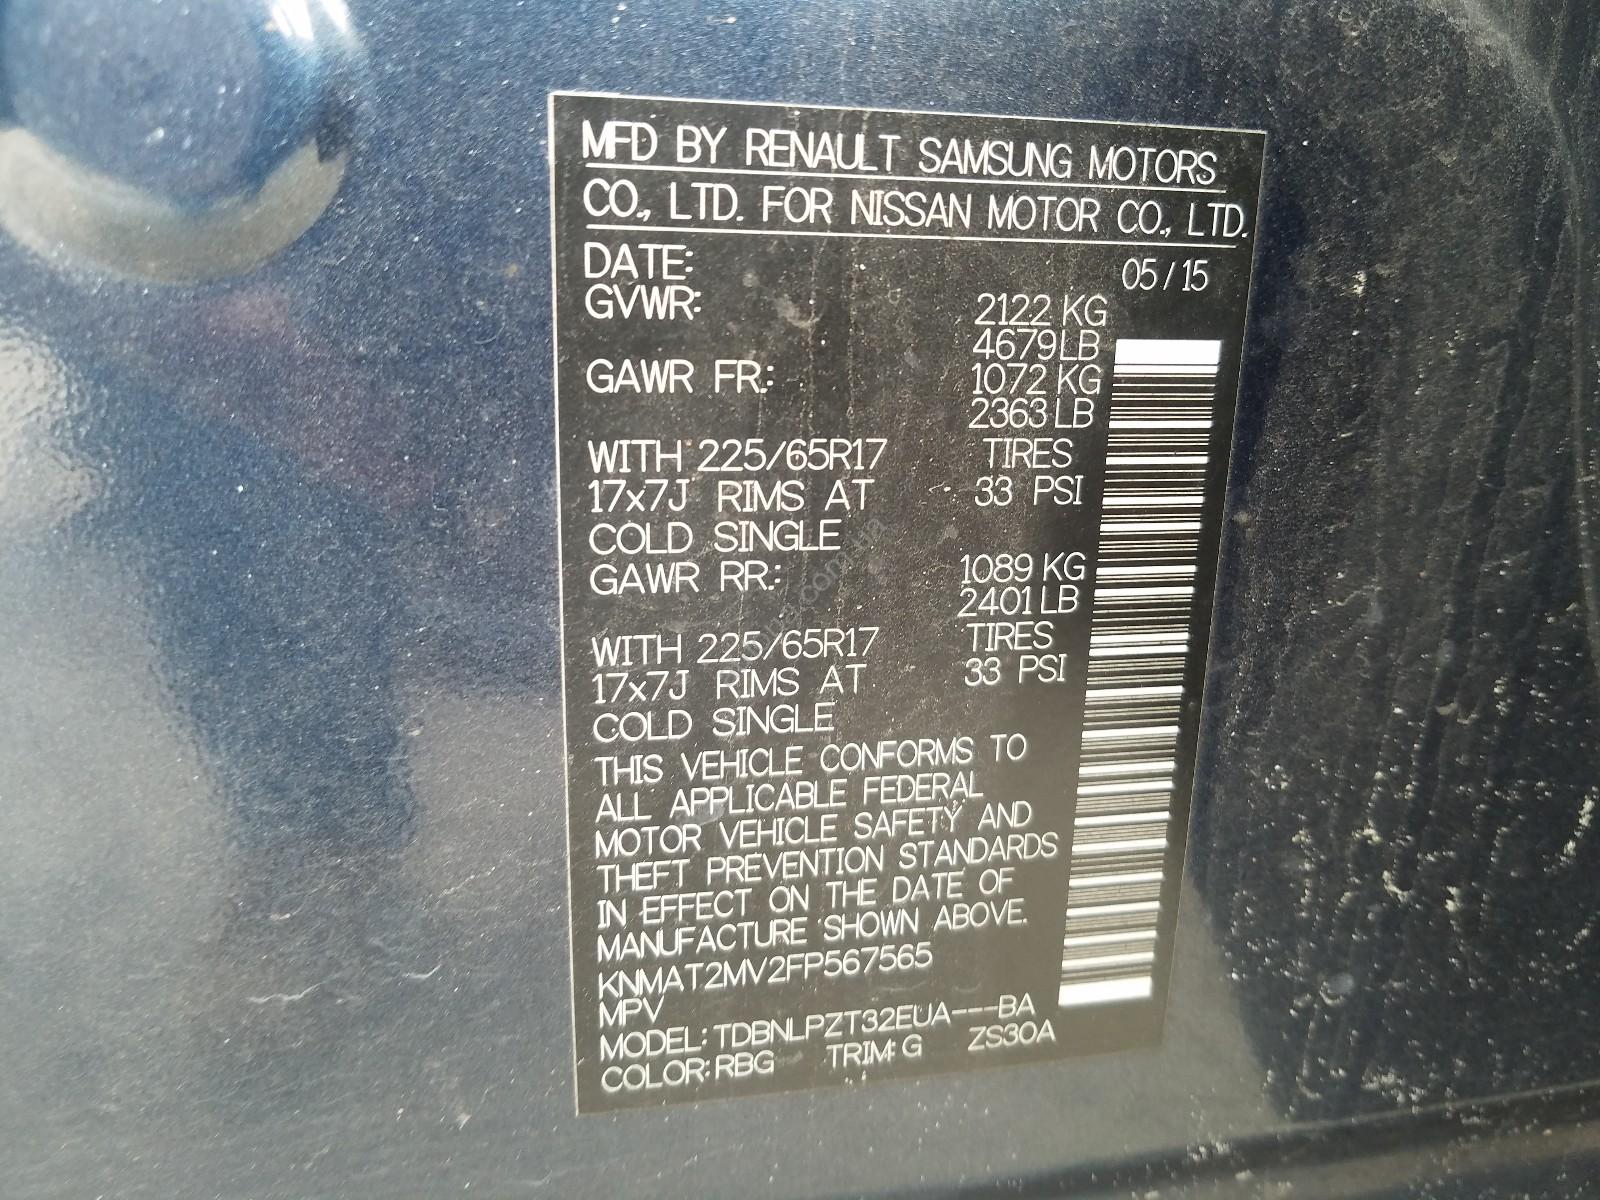 MFD BY RENAULT SAMSUNG MOTORS
CO., LTD. FOR NISSAN MOTOR CO., LTD.
DATE: 05/15
GVWR: 2122 KG
4679 LB
GAWR FR.: 1072 KG
2363 LB
WITH 225/65R17 TIRES
17x7J RIMS AT 33 PSI
COLD SINGLE
GAWR RR.: 1089 KG
2401 LB
WITH 225/65R17 TIRES
17x7J RIMS AT 33 PSI
COLD SINGLE
THIS VEHICLE CONFORMS TO
ALL APPLICABLE FEDERAL
MOTOR VEHICLE SAFETY AND
THEFT PREVENTION STANDARDS
IN EFFECT ON THE DATE OF
MANUFACTURE SHOWN ABOVE.
KNMAT2MV2FP567565
MPV
MODEL: TDBNLPZT32EUA---BA
COLOR: RBG TRIM: G ZS30A